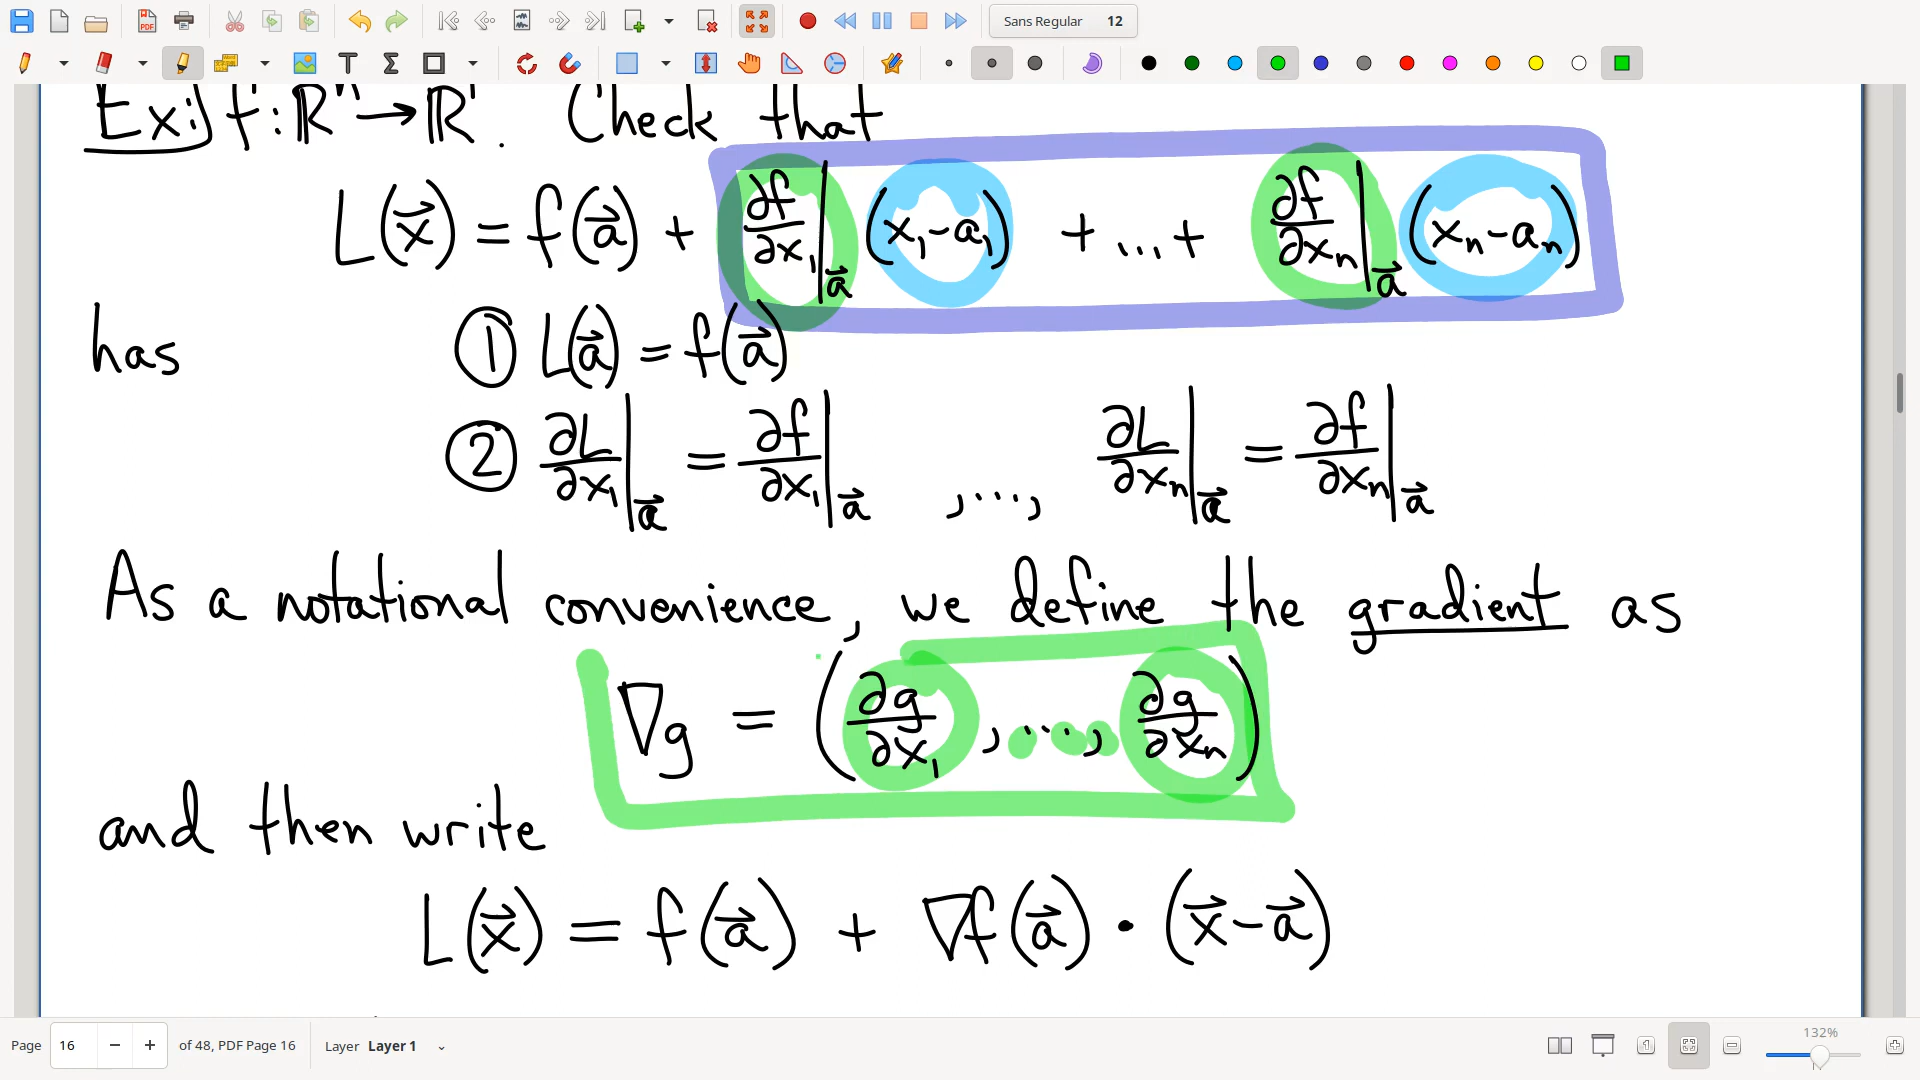 Sans Regular 12
Ex: f: ℝⁿ → ℝ¹. Check that
L(x⃗) = f(a⃗) + ∂f/∂x₁|a⃗ (x₁-a₁) + ... + ∂f/∂xₙ|a⃗ (xₙ-aₙ)
has ① L(a⃗) = f(a⃗)
② ∂L/∂x₁|a⃗ = ∂f/∂x₁|a⃗ , ..., ∂L/∂xₙ|a⃗ = ∂f/∂xₙ|a⃗
As a notational convenience, we define the gradient as
∇g = (∂g/∂x₁, ..., ∂g/∂xₙ)
and then write
L(x⃗) = f(a⃗) + ∇f(a⃗) • (x⃗-a⃗)
Page 16 − + of 48, PDF Page 16 Layer Layer 1 132%